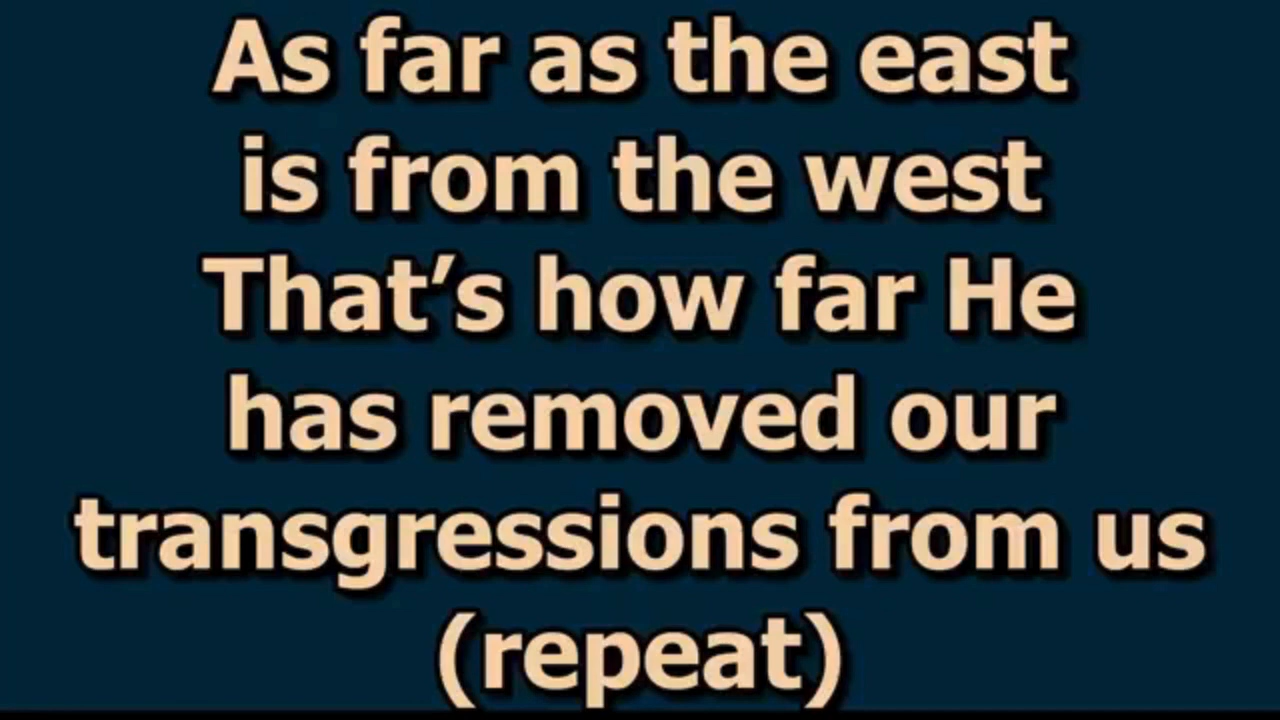 As far as the east
is from the west
That’s how far He
has removed our
transgressions from us
(repeat)